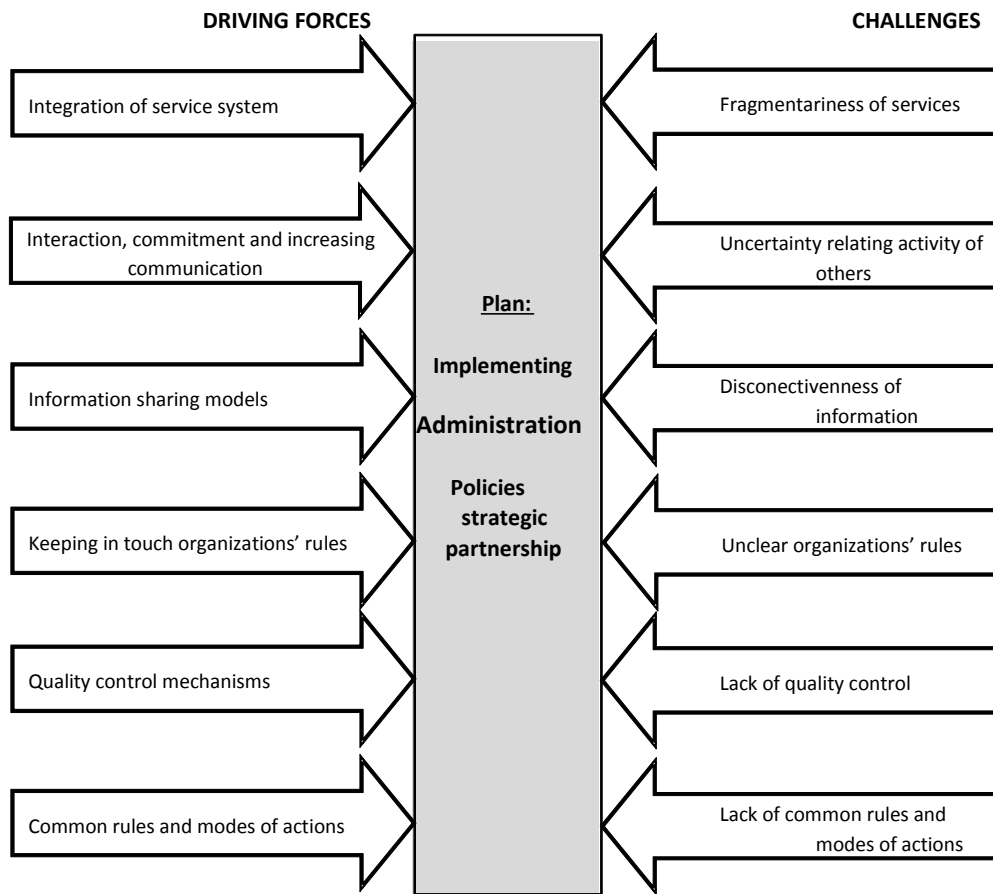 DRIVING FORCES
CHALLENGES
Integration of service system
Fragmentariness of services
Interaction, commitment and increasing
communication
Uncertainty relating activity of
others
Plan:
Implementing
Administration
Policies
strategic
partnership
Information sharing models
Disconectivenness of
information
Keeping in touch organizations’ rules
Unclear organizations’ rules
Quality control mechanisms
Lack of quality control
Common rules and modes of actions
Lack of common rules and
modes of actions